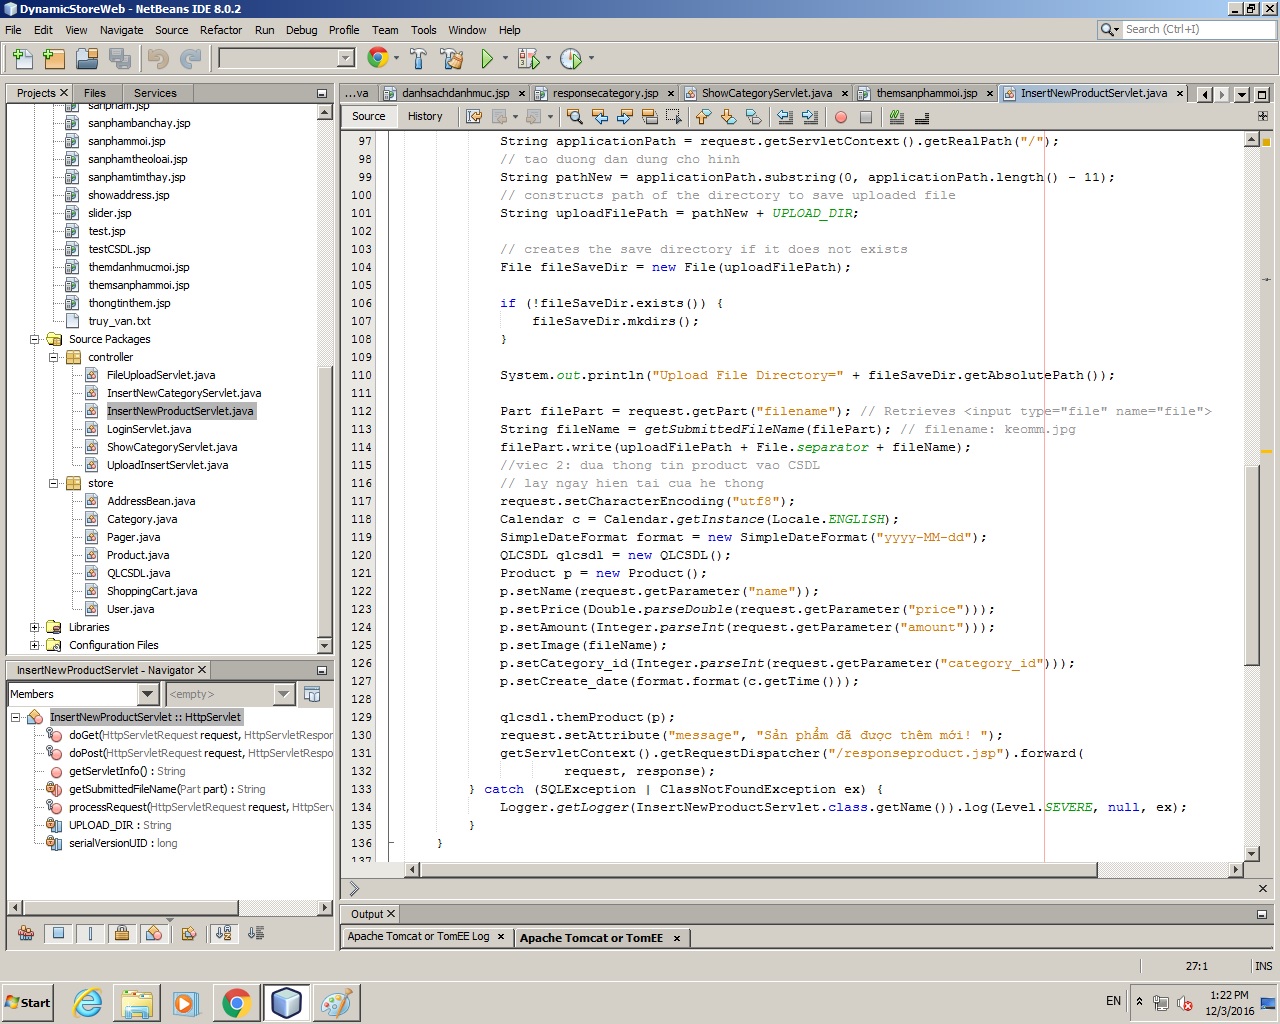 DynamicStoreWeb - NetBeans IDE 8.0.2
File Edit View Navigate Source Refactor Run Debug Profile Team Tools Window Help
Search (Ctrl+I)
Projects Files Services
...va danhsachdanhmuc.jsp responsecategory.jsp ShowCategoryServlet.java themsanphammoi.jsp InsertNewProductServlet.java
Source History
sanpham.jsp
sanphambanchay.jsp
sanphammoi.jsp
sanphamtheoloai.jsp
sanphamtimthay.jsp
showaddress.jsp
slider.jsp
test.jsp
testCSDL.jsp
themdanhmucmoi.jsp
themsanphammoi.jsp
thongtinthem.jsp
truy_van.txt
Source Packages
controller
FileUploadServlet.java
InsertNewCategoryServlet.java
InsertNewProductServlet.java
LoginServlet.java
ShowCategoryServlet.java
UploadInsertServlet.java
store
AddressBean.java
Category.java
Pager.java
Product.java
QLCSDL.java
ShoppingCart.java
User.java
Libraries
Configuration Files
InsertNewProductServlet - Navigator
Members <empty>
InsertNewProductServlet :: HttpServlet
doGet(HttpServletRequest request, HttpServletRespon
doPost(HttpServletRequest request, HttpServletRespo
getServletInfo() : String
getSubmittedFileName(Part part) : String
processRequest(HttpServletRequest request, HttpServ
UPLOAD_DIR : String
serialVersionUID : long
97 String applicationPath = request.getServletContext().getRealPath("/");
98 // tao duong dan dung cho hinh
99 String pathNew = applicationPath.substring(0, applicationPath.length() - 11);
100 // constructs path of the directory to save uploaded file
101 String uploadFilePath = pathNew + UPLOAD_DIR;
102
103 // creates the save directory if it does not exists
104 File fileSaveDir = new File(uploadFilePath);
105
106 if (!fileSaveDir.exists()) {
107 fileSaveDir.mkdirs();
108 }
109
110 System.out.println("Upload File Directory=" + fileSaveDir.getAbsolutePath());
111
112 Part filePart = request.getPart("filename"); // Retrieves <input type="file" name="file">
113 String fileName = getSubmittedFileName(filePart); // filename: keomm.jpg
114 filePart.write(uploadFilePath + File.separator + fileName);
115 //viec 2: dua thong tin product vao CSDL
116 // lay ngay hien tai cua he thong
117 request.setCharacterEncoding("utf8");
118 Calendar c = Calendar.getInstance(Locale.ENGLISH);
119 SimpleDateFormat format = new SimpleDateFormat("yyyy-MM-dd");
120 QLCSDL qlcsdl = new QLCSDL();
121 Product p = new Product();
122 p.setName(request.getParameter("name"));
123 p.setPrice(Double.parseDouble(request.getParameter("price")));
124 p.setAmount(Integer.parseInt(request.getParameter("amount")));
125 p.setImage(fileName);
126 p.setCategory_id(Integer.parseInt(request.getParameter("category_id")));
127 p.setCreate_date(format.format(c.getTime()));
128
129 qlcsdl.themProduct(p);
130 request.setAttribute("message", "Sản phẩm đã được thêm mới! ");
131 getServletContext().getRequestDispatcher("/responseproduct.jsp").forward(
132 request, response);
133 } catch (SQLException | ClassNotFoundException ex) {
134 Logger.getLogger(InsertNewProductServlet.class.getName()).log(Level.SEVERE, null, ex);
135 }
136 }
137
Output
Apache Tomcat or TomEE Log Apache Tomcat or TomEE
27:1 INS
Start
EN
1:22 PM
12/3/2016